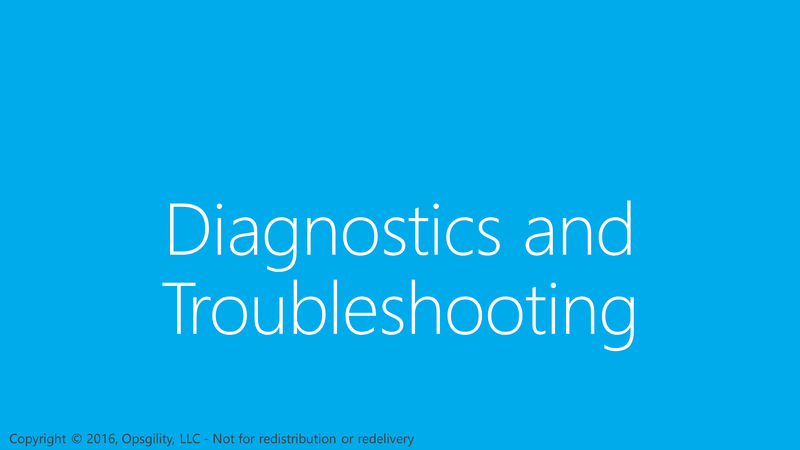 Diagnostics and
Troubleshooting
Copyright © 2016, Opsgility, LLC - Not for redistribution or redelivery